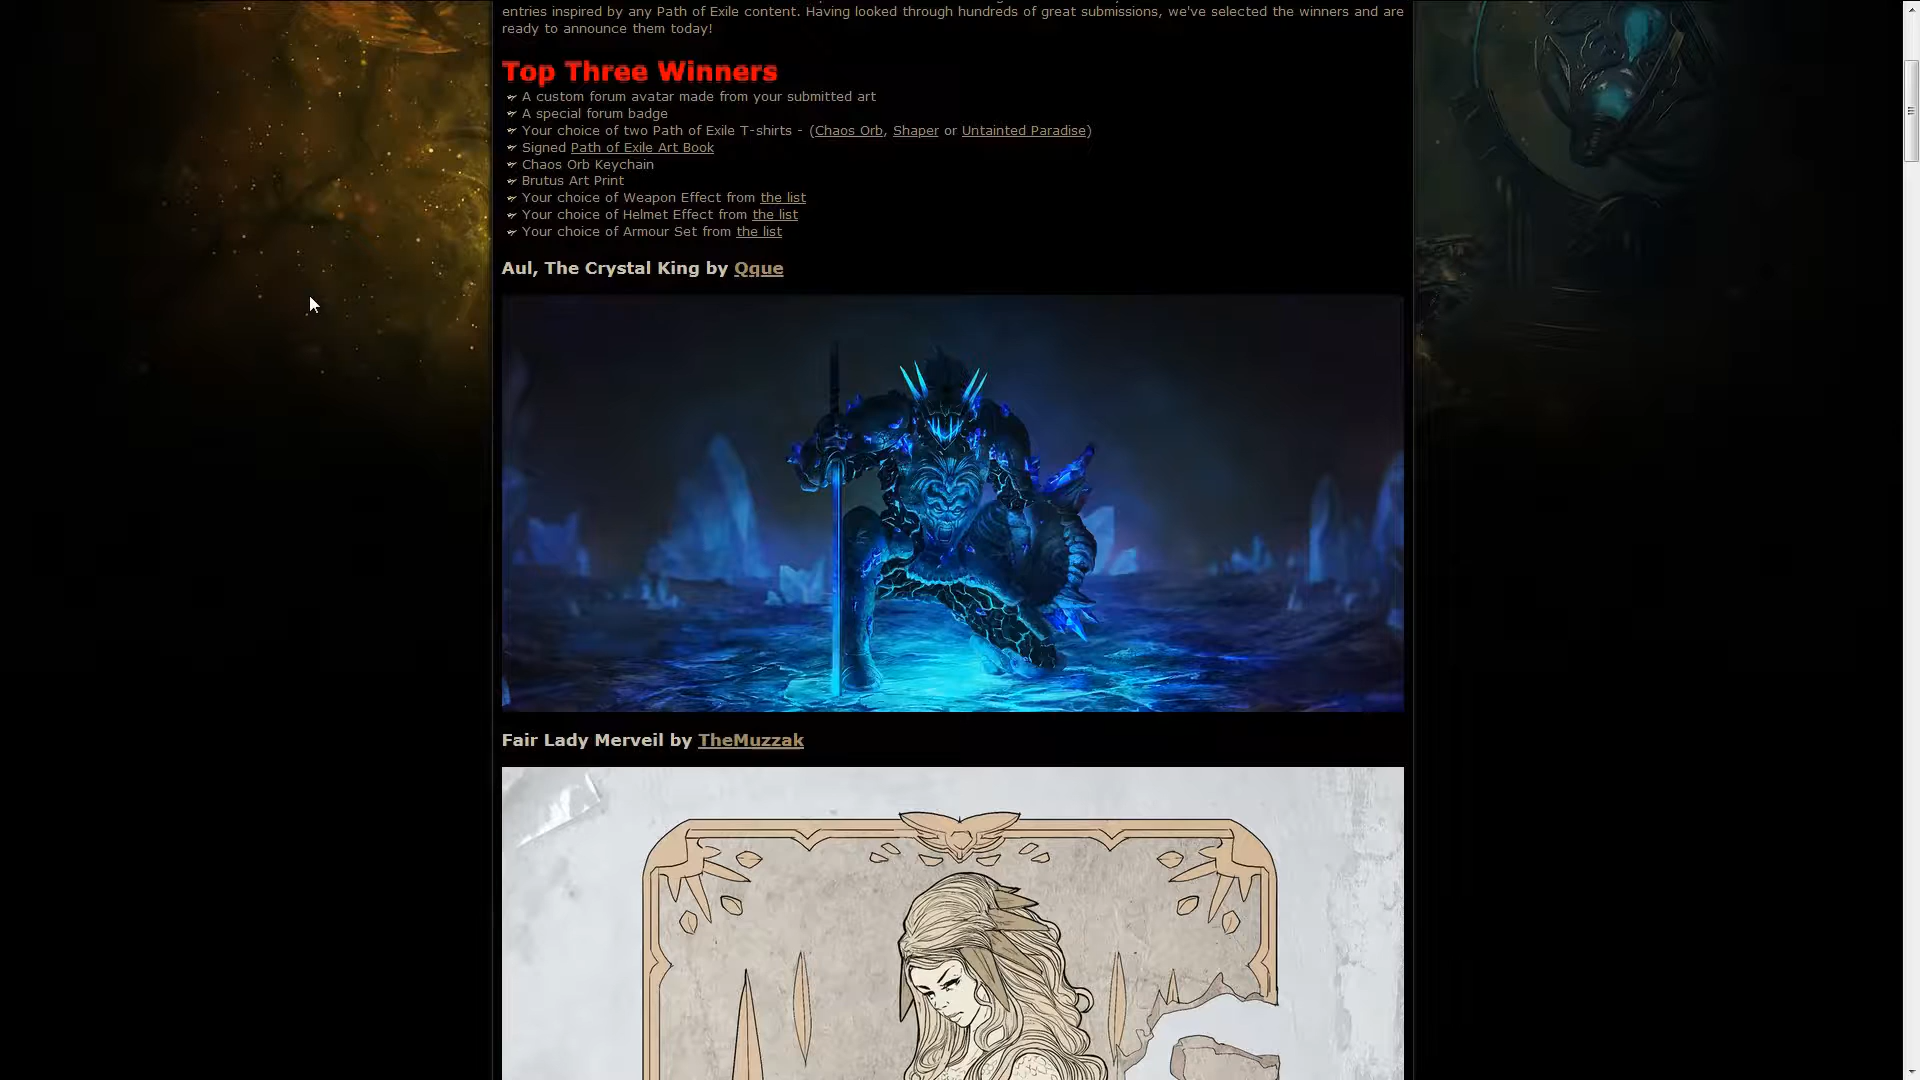 entries inspired by any Path of Exile content. Having looked through hundreds of great submissions, we've selected the winners and are
ready to announce them today!
Top Three Winners
A custom forum avatar made from your submitted art
A special forum badge
Your choice of two Path of Exile T-shirts - (Chaos Orb, Shaper or Untainted Paradise)
Signed Path of Exile Art Book
Chaos Orb Keychain
Brutus Art Print
Your choice of Weapon Effect from the list
Your choice of Helmet Effect from the list
Your choice of Armour Set from the list
Aul, The Crystal King by Qque
Fair Lady Merveil by TheMuzzak